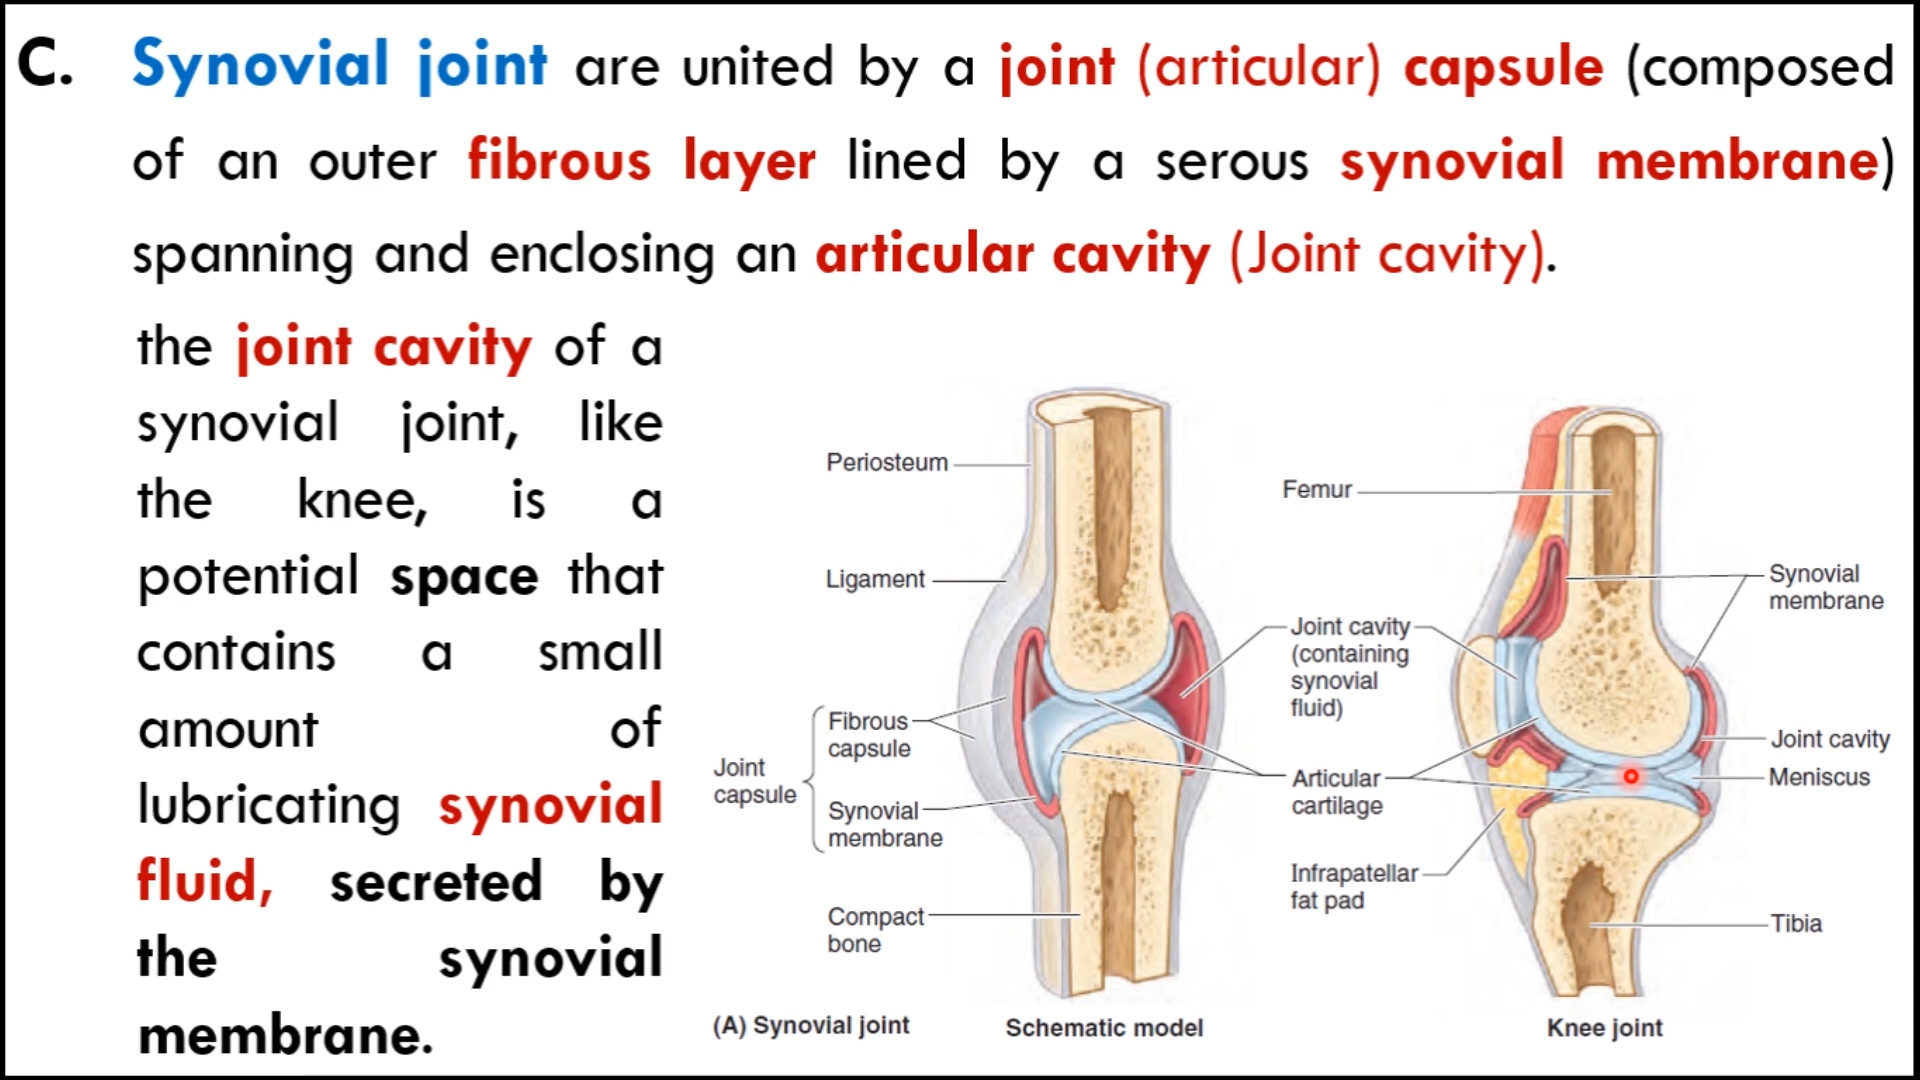 C. Synovial joint are united by a joint (articular) capsule (composed
of an outer fibrous layer lined by a serous synovial membrane)
spanning and enclosing an articular cavity (Joint cavity).
the joint cavity of a
synovial joint, like
the knee, is a
potential space that
contains a small
amount of
lubricating synovial
fluid, secreted by
the synovial
membrane.
Periosteum
Ligament
Fibrous
capsule
Joint
capsule
Synovial
membrane
Compact
bone
Joint cavity
(containing
synovial
fluid)
Articular
cartilage
Infrapatellar
fat pad
Femur
Synovial
membrane
Joint cavity
Meniscus
Tibia
(A) Synovial joint
Schematic model
Knee joint